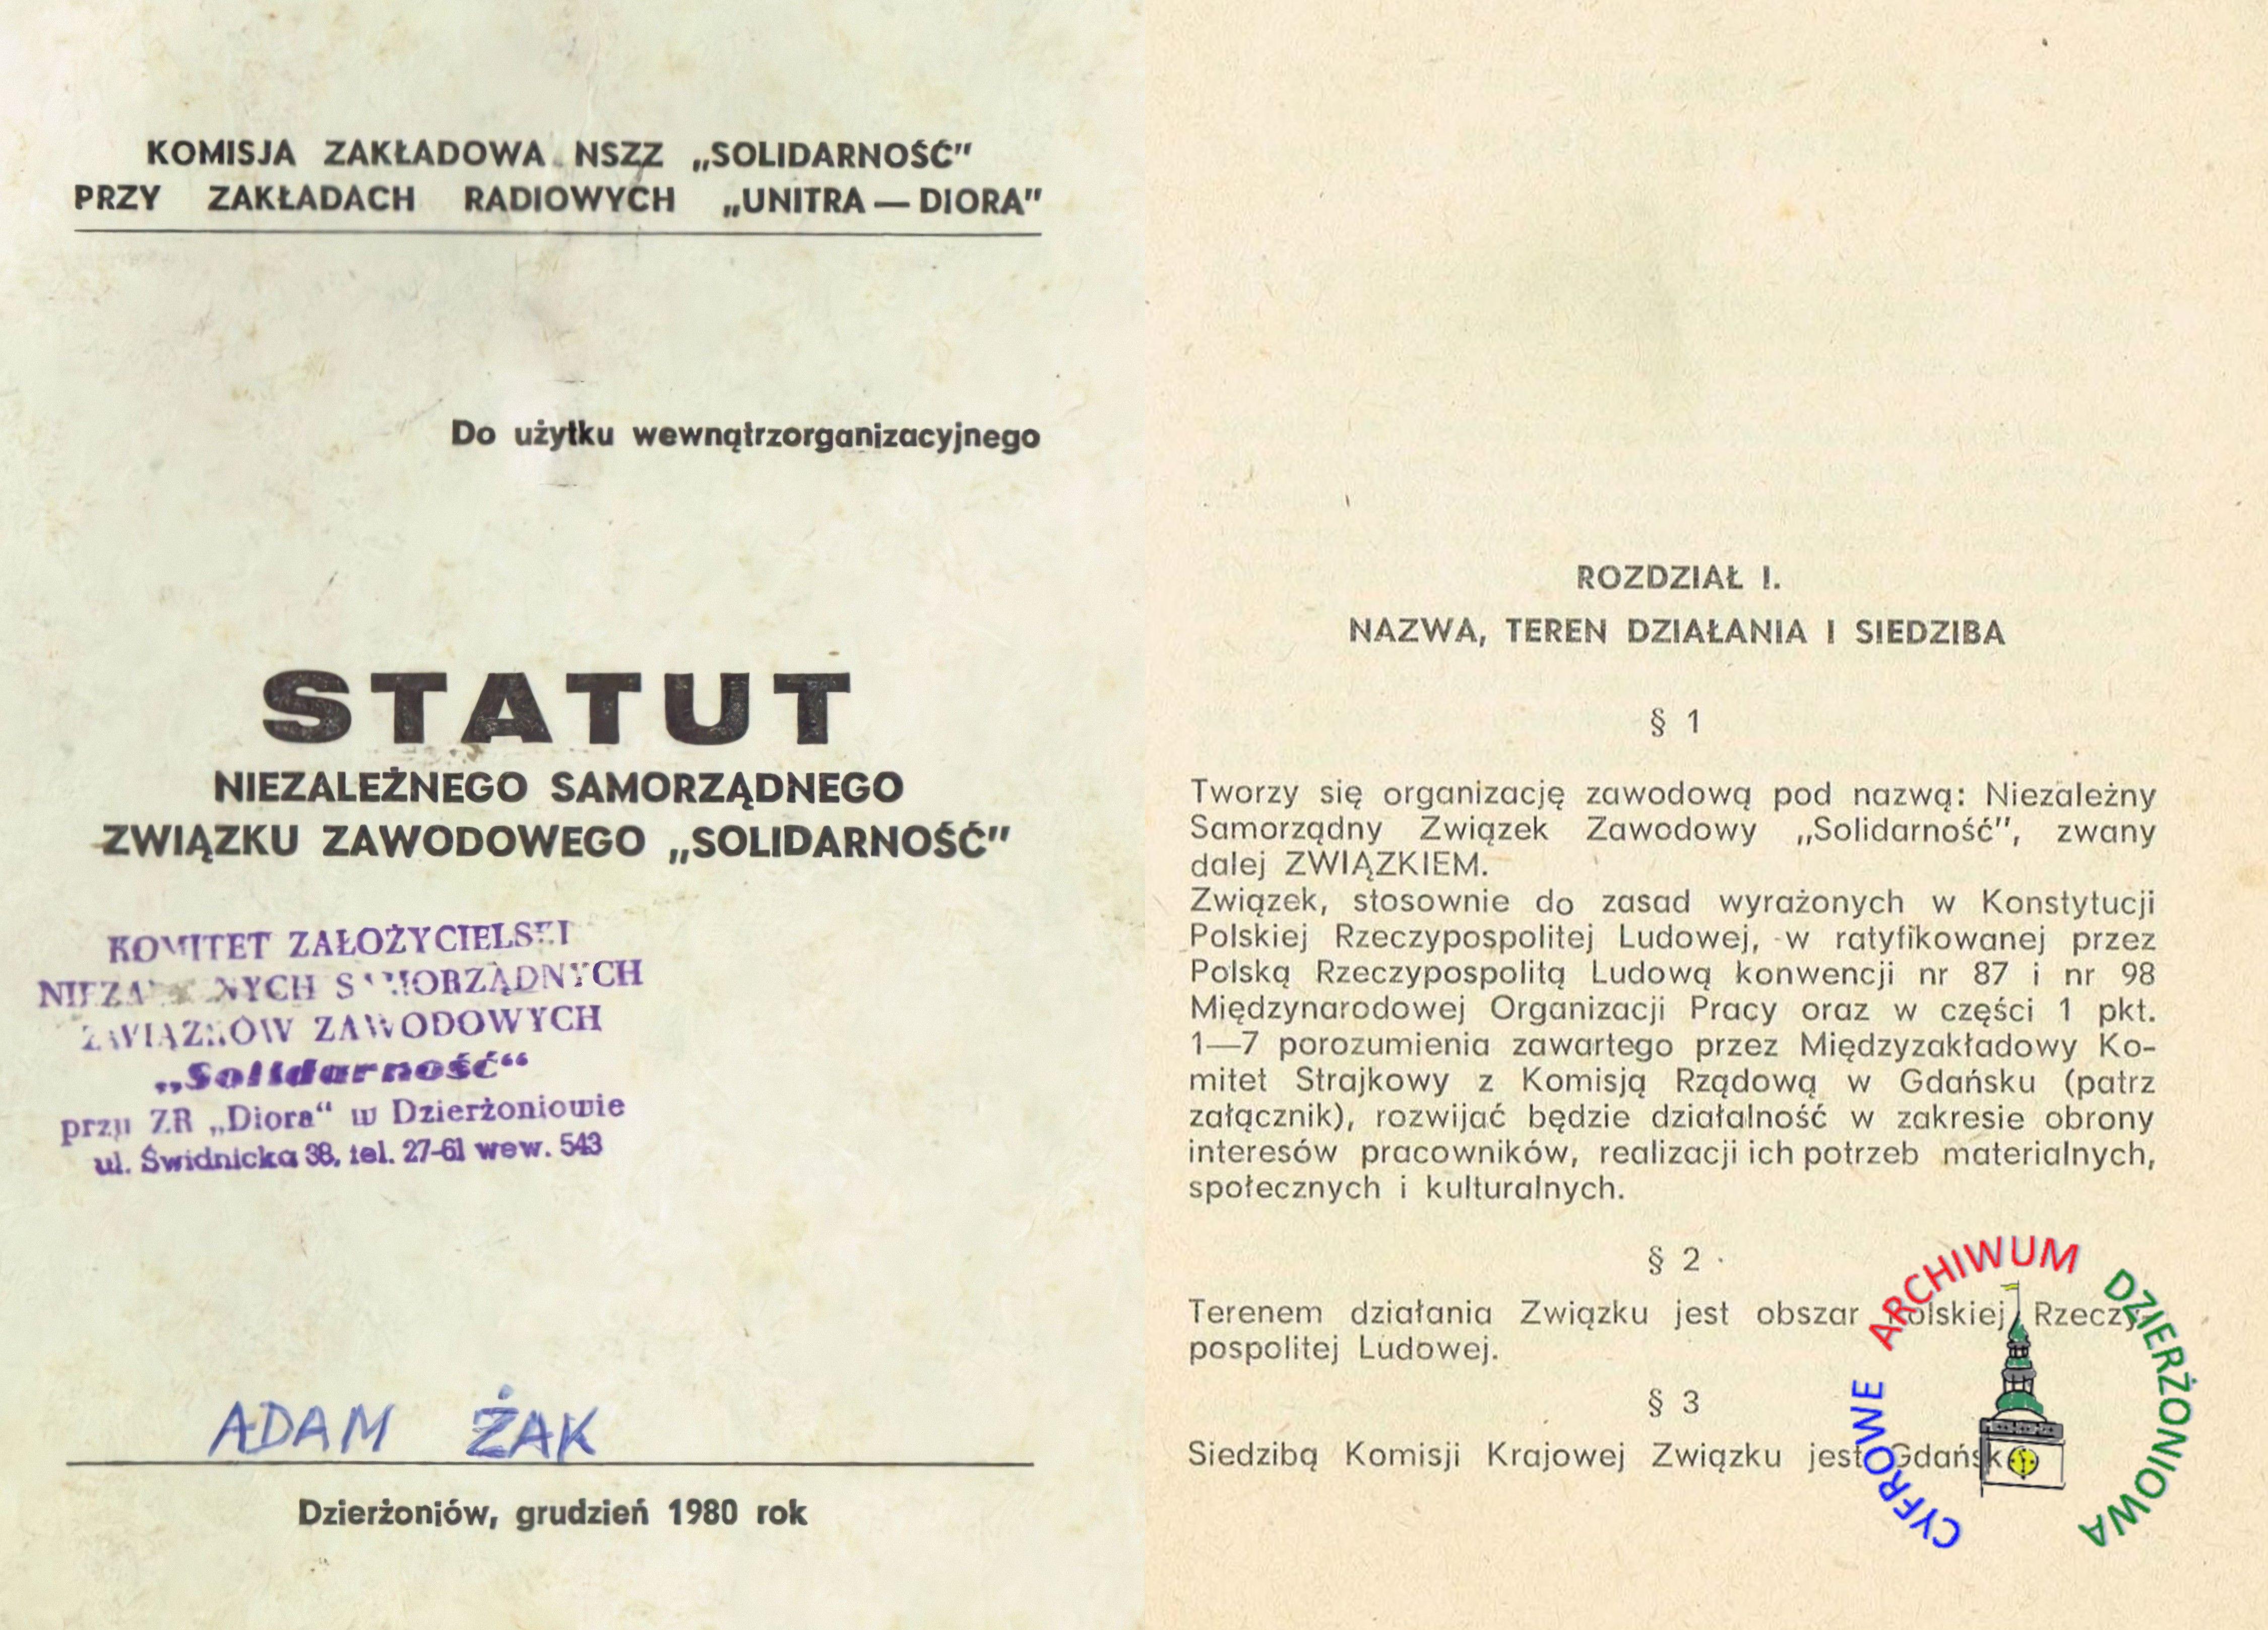 KOMISJA ZAKŁADOWA NSZZ „SOLIDARNOŚĆ”
PRZY ZAKŁADACH RADIOWYCH „UNITRA — DIORA”
Do użytku wewnątrzorganizacyjnego
STATUT
NIEZALEŻNEGO SAMORZĄDNEGO
ZWIĄZKU ZAWODOWEGO „SOLIDARNOŚĆ”
KOMITET ZAŁOŻYCIELSKI
SAMORZĄDNYCH
ZWIĄZKÓW ZAWODOWYCH
„Solidarność“
przy ZR „Diora“ w Dzierżoniowie
ul. Świdnicka 38, tel. 27-61 wew. 543
ADAM ŻAK
Dzierżoniów, grudzień 1980 rok
ROZDZIAŁ I.
NAZWA, TEREN DZIAŁANIA I SIEDZIBA
§ 1
Tworzy się organizację zawodową pod nazwą: Niezależny
Samorządny Związek Zawodowy „Solidarność”, zwany
dalej ZWIĄZKIEM.
Związek, stosownie do zasad wyrażonych w Konstytucji
Polskiej Rzeczypospolitej Ludowej, w ratyfikowanej przez
Polską Rzeczypospolitą Ludową konwencji nr 87 i nr 98
Międzynarodowej Organizacji Pracy oraz w części 1 pkt.
1—7 porozumienia zawartego przez Międzyzakładowy Ko-
mitet Strajkowy z Komisją Rządową w Gdańsku (patrz
załącznik), rozwijać będzie działalność w zakresie obrony
interesów pracowników, realizacji ich potrzeb materialnych,
społecznych i kulturalnych.
§ 2
Terenem działania Związku jest obszar Polskiej Rzeczy-
pospolitej Ludowej.
§ 3
Siedzibą Komisji Krajowej Związku jest Gdańsk
CYFROWE ARCHIWUM DZIERŻONIOWA